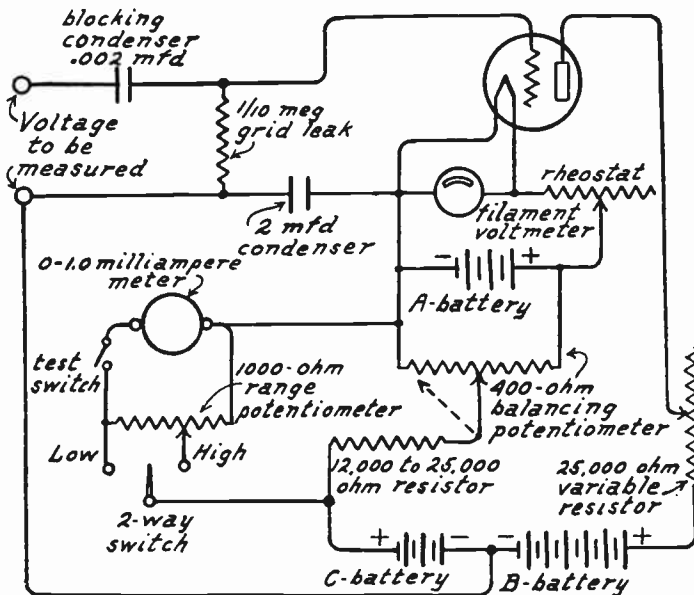 blocking
condenser
.002 mfd
Voltage
to be
measured
1/10 meg
grid leak
2 mfd
condenser
rheostat
filament
voltmeter
0-1.0 milliampere
meter
- +
A-battery
test
switch
1000-ohm
range
potentiometer
400-ohm
balancing
potentiometer
Low
High
12,000 to 25,000
ohm resistor
25,000 ohm
variable
resistor
2-way
switch
+ - - +
C-battery
B-battery